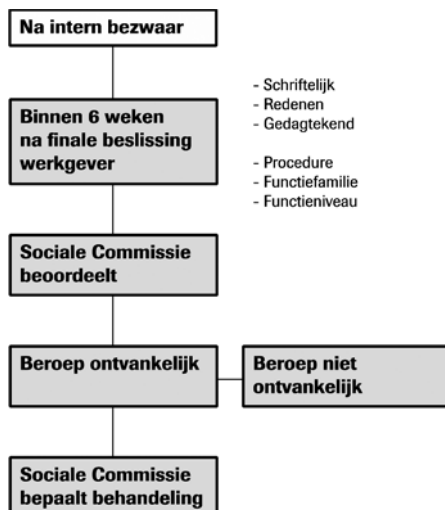 Na intern bezwaar
Binnen 6 weken
na finale beslissing
werkgever
- Schriftelijk
- Redenen
- Gedagtekend
- Procedure
- Functiefamilie
- Functieniveau
Sociale Commissie
beoordeelt
Beroep ontvankelijk
Beroep niet
ontvankelijk
Sociale Commissie
bepaalt behandeling